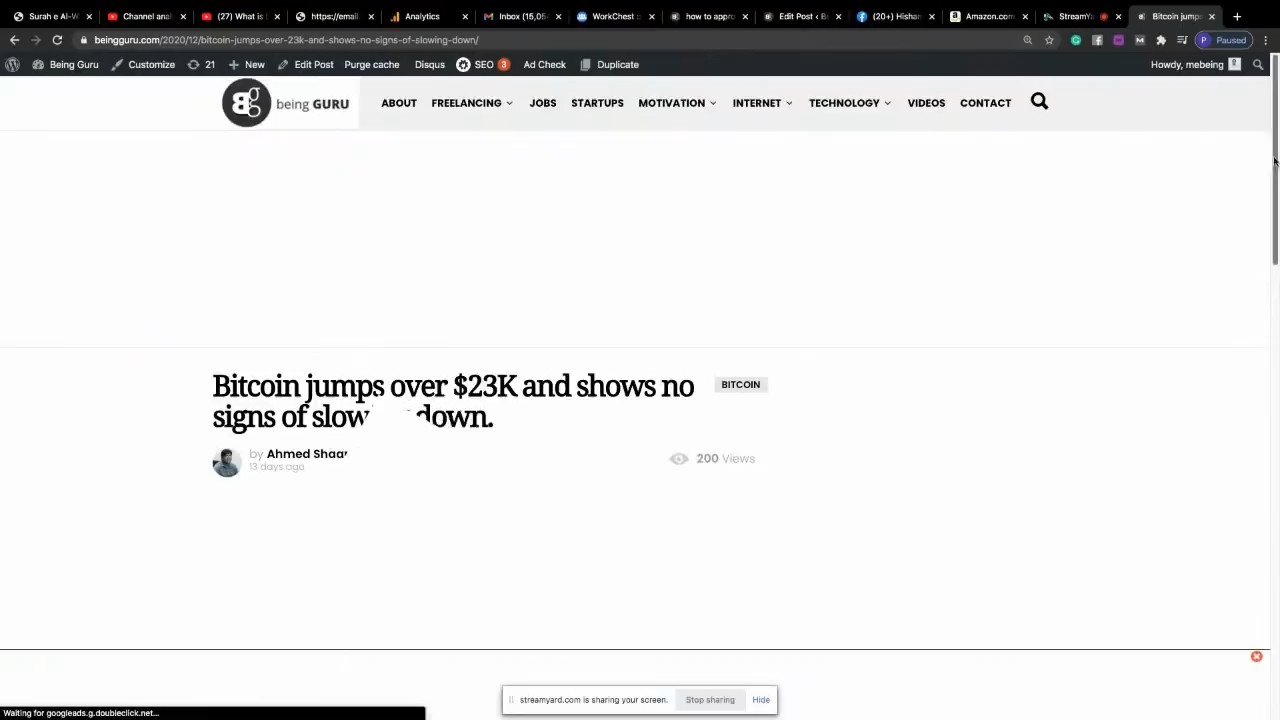 Surah e Al-W
Channel anal
(27) What is
https://email.
Analytics
Inbox (15,05
WorkChest
how to appro
Edit Post ‹ B
(20+) Hisham
Amazon.com
StreamYa
Bitcoin jumps
beingguru.com/2020/12/bitcoin-jumps-over-23k-and-shows-no-signs-of-slowing-down/
Paused
Being Guru
Customize
21
New
Edit Post
Purge cache
Disqus
SEO 3
Ad Check
Duplicate
Howdy, mebeing
being GURU
ABOUT
FREELANCING
JOBS
STARTUPS
MOTIVATION
INTERNET
TECHNOLOGY
VIDEOS
CONTACT
Bitcoin jumps over $23K and shows no
signs of slow down.
BITCOIN
by Ahmed Shaa
13 days ago
200 Views
streamyard.com is sharing your screen.
Stop sharing
Hide
Waiting for googleads.g.doubleclick.net...